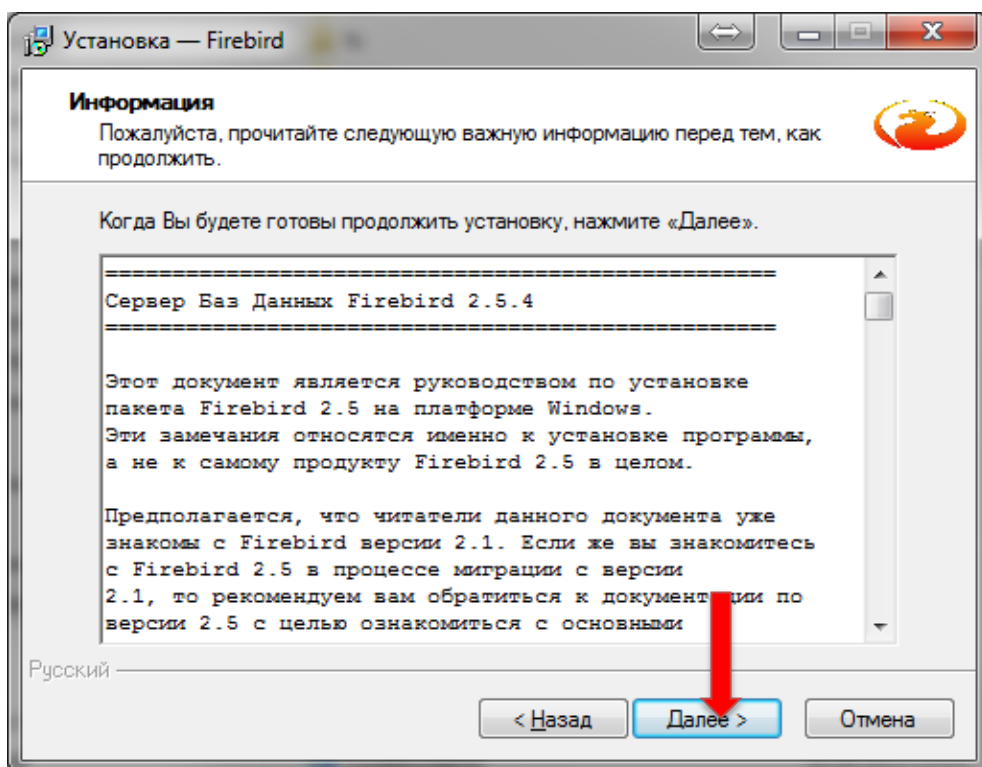 Установка — Firebird
Информация
Пожалуйста, прочитайте следующую важную информацию перед тем, как
продолжить.
Когда Вы будете готовы продолжить установку, нажмите «Далее».
==================================================
Сервер Баз Данных Firebird 2.5.4
==================================================
Этот документ является руководством по установке
пакета Firebird 2.5 на платформе Windows.
Эти замечания относятся именно к установке программы,
а не к самому продукту Firebird 2.5 в целом.
Предполагается, что читатели данного документа уже
знакомы с Firebird версии 2.1. Если же вы знакомитесь
с Firebird 2.5 в процессе миграции с версии
2.1, то рекомендуем вам обратиться к документации по
версии 2.5 с целью ознакомиться с основными
Русский
< Назад Далее > Отмена